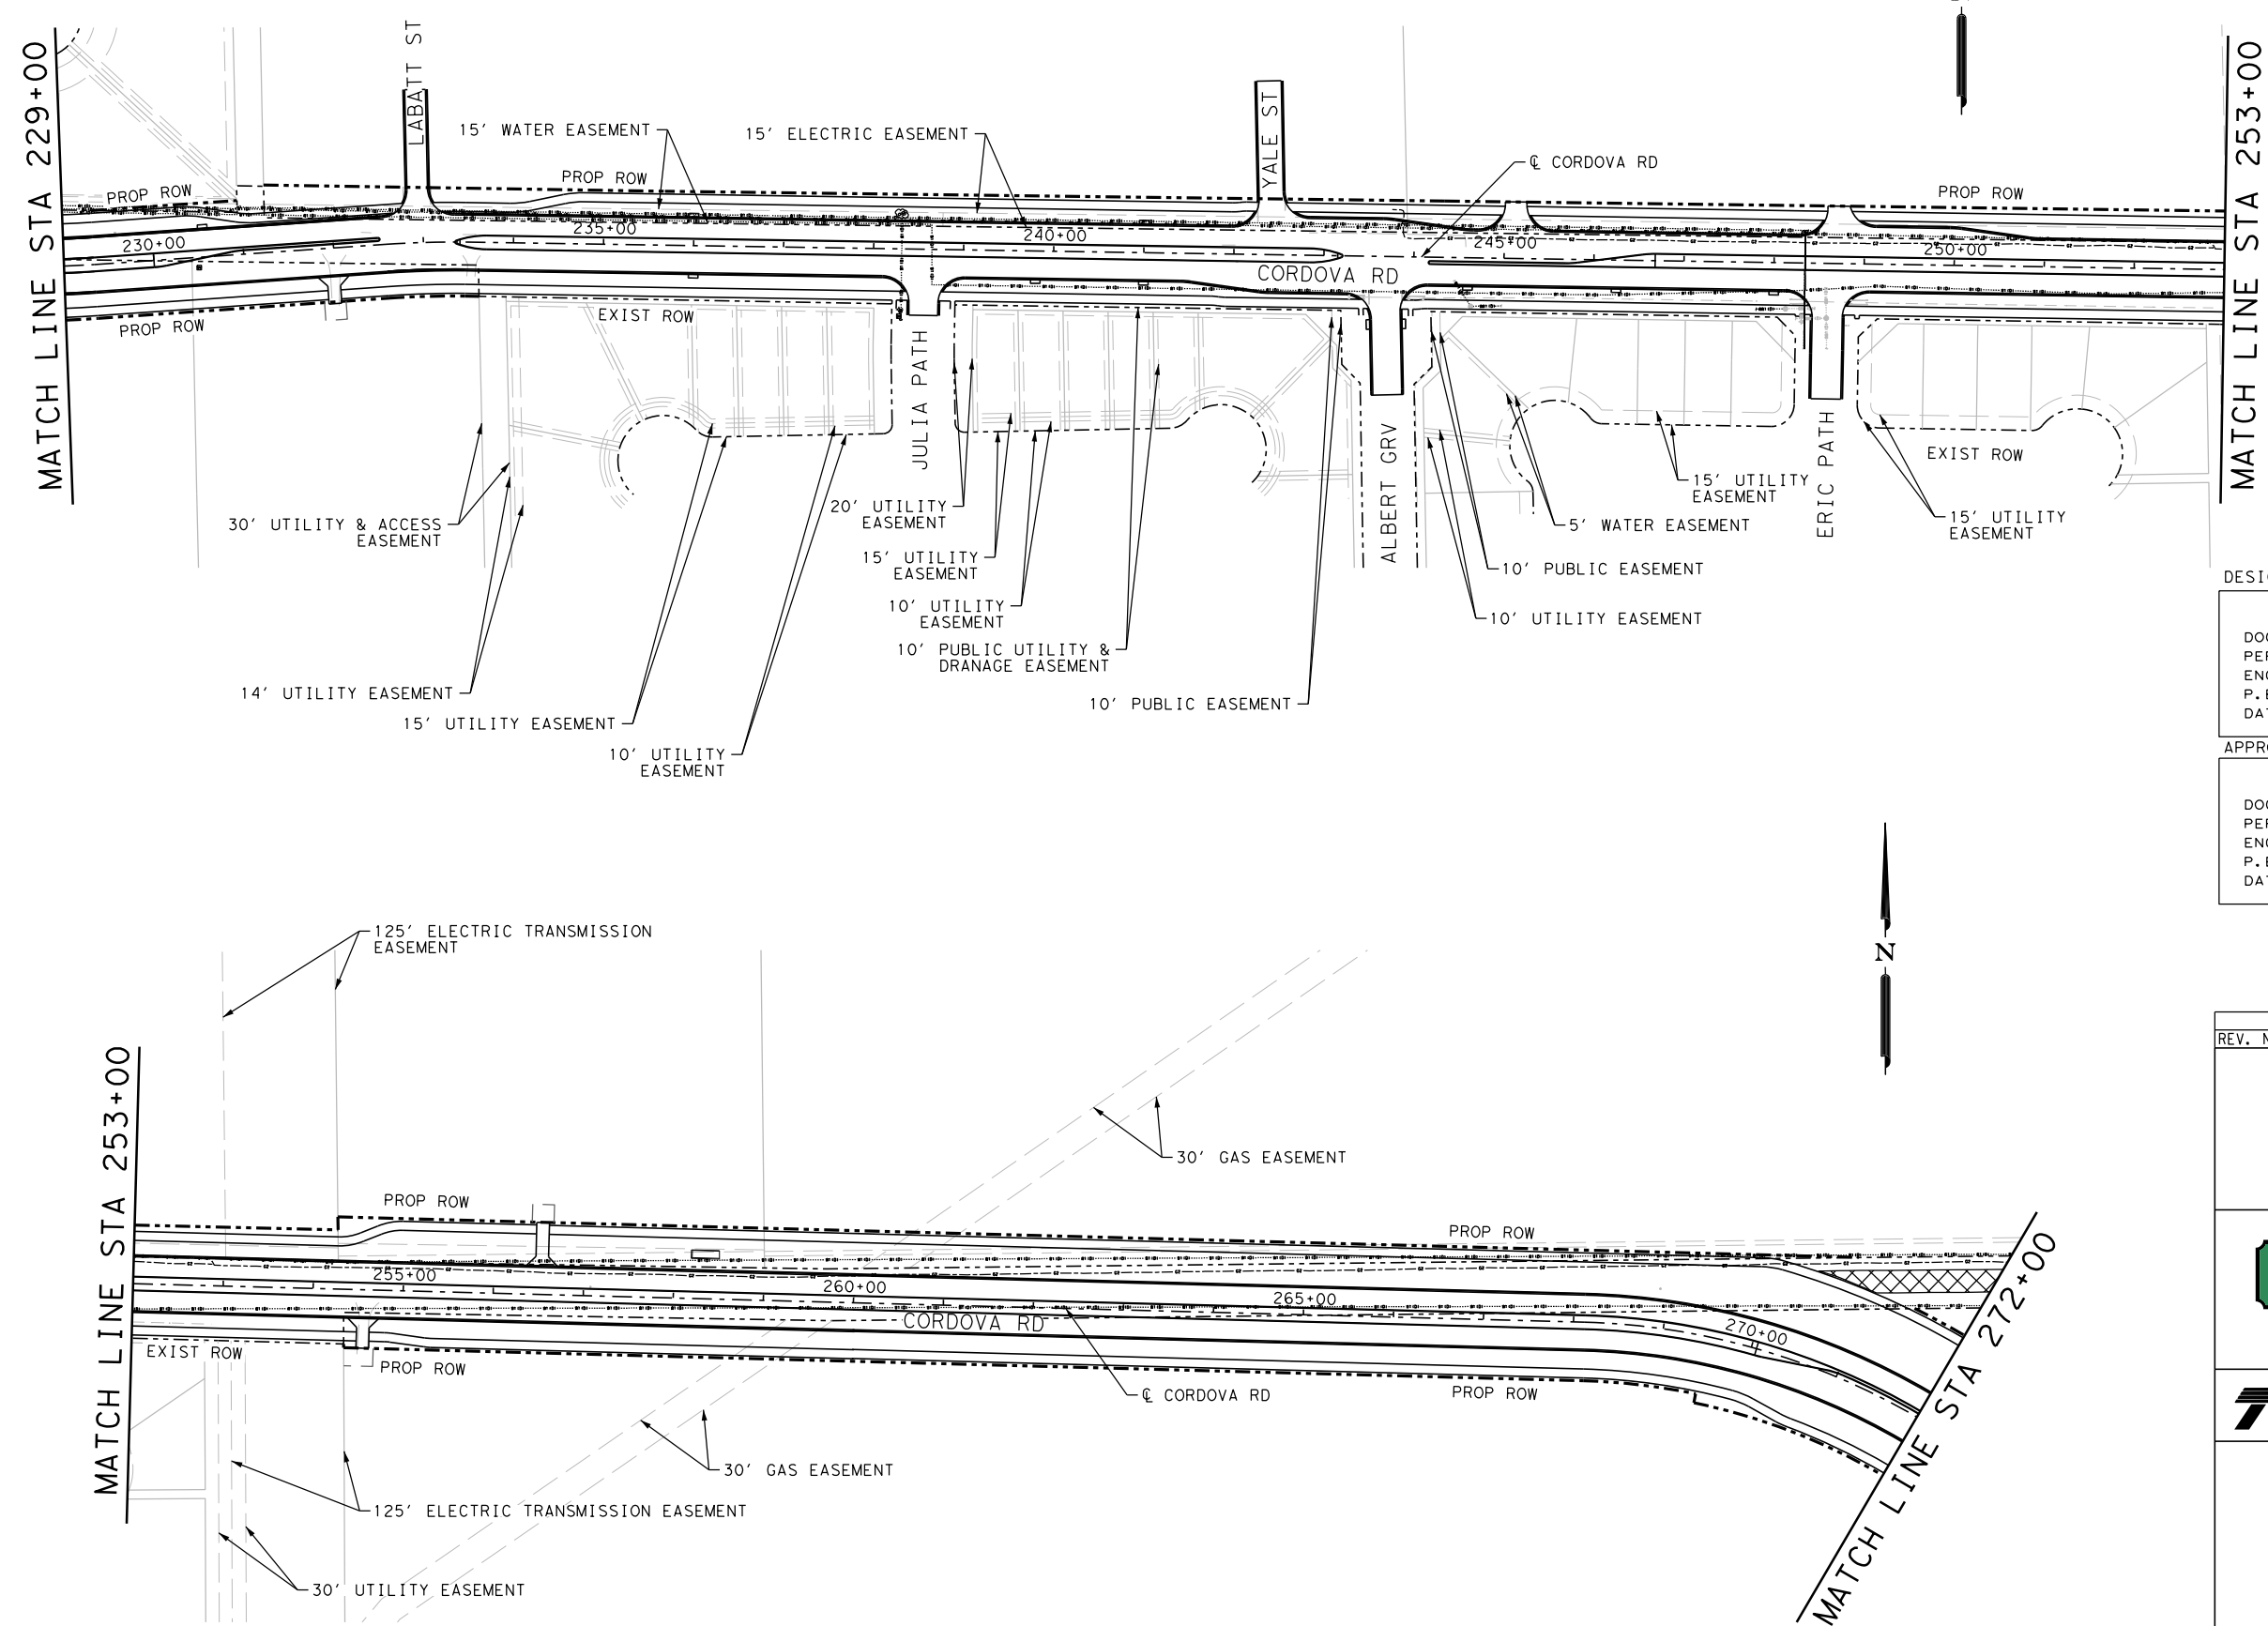 MATCH LINE STA 229+00
LABATT ST
15' WATER EASEMENT
15' ELECTRIC EASEMENT
YALE ST
℄ CORDOVA RD
MATCH LINE STA 253+00
PROP ROW
PROP ROW
PROP ROW
230+00
235+00
240+00
245+00
250+00
CORDOVA RD
PROP ROW
EXIST ROW
JULIA PATH
ALBERT GRV
ERIC PATH
EXIST ROW
30' UTILITY & ACCESS
EASEMENT
20' UTILITY
EASEMENT
15' UTILITY
EASEMENT
15' UTILITY
EASEMENT
5' WATER EASEMENT
15' UTILITY
EASEMENT
10' PUBLIC EASEMENT
10' UTILITY
EASEMENT
10' UTILITY EASEMENT
10' PUBLIC UTILITY &
DRANAGE EASEMENT
14' UTILITY EASEMENT
10' PUBLIC EASEMENT
15' UTILITY EASEMENT
10' UTILITY
EASEMENT
125' ELECTRIC TRANSMISSION
EASEMENT
N
REV.
MATCH LINE STA 253+00
30' GAS EASEMENT
PROP ROW
PROP ROW
255+00
260+00
265+00
270+00
CORDOVA RD
EXIST ROW
PROP ROW
℄ CORDOVA RD
PROP ROW
MATCH LINE STA 272+00
30' GAS EASEMENT
125' ELECTRIC TRANSMISSION EASEMENT
30' UTILITY EASEMENT